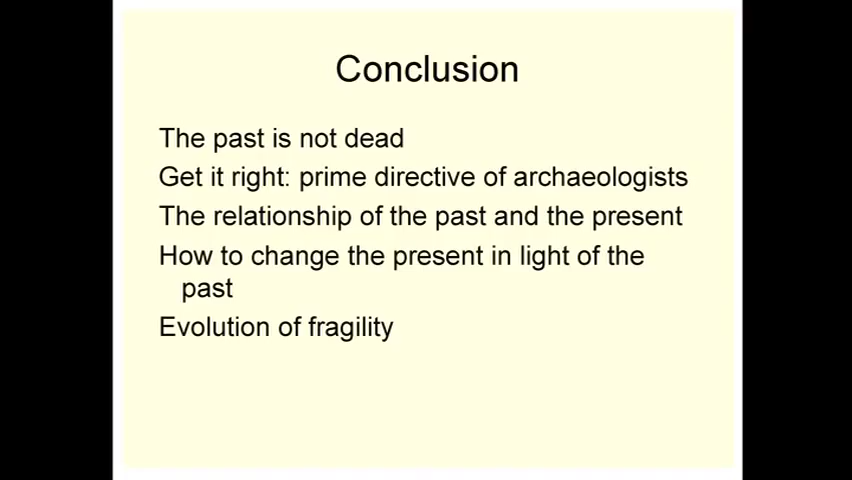 Conclusion
The past is not dead
Get it right: prime directive of archaeologists
The relationship of the past and the present
How to change the present in light of the
past
Evolution of fragility